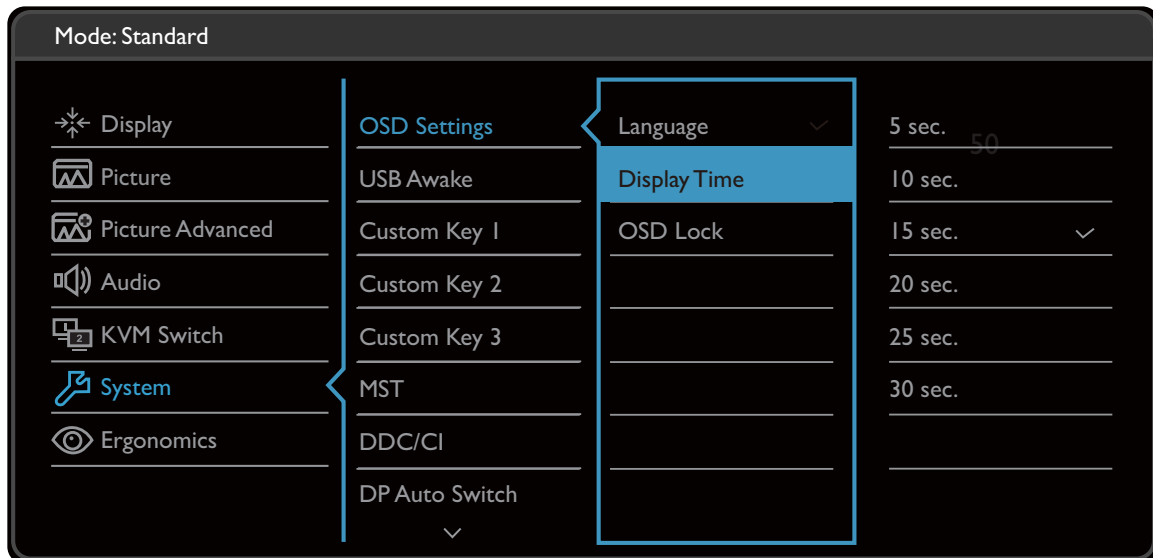 Mode: Standard
Display
Picture
Picture Advanced
Audio
KVM Switch
1
2
System
Ergonomics
OSD Settings
USB Awake
Custom Key 1
Custom Key 2
Custom Key 3
MST
DDC/CI
DP Auto Switch
Language
Display Time
OSD Lock
5 sec.
50
10 sec.
15 sec.
20 sec.
25 sec.
30 sec.